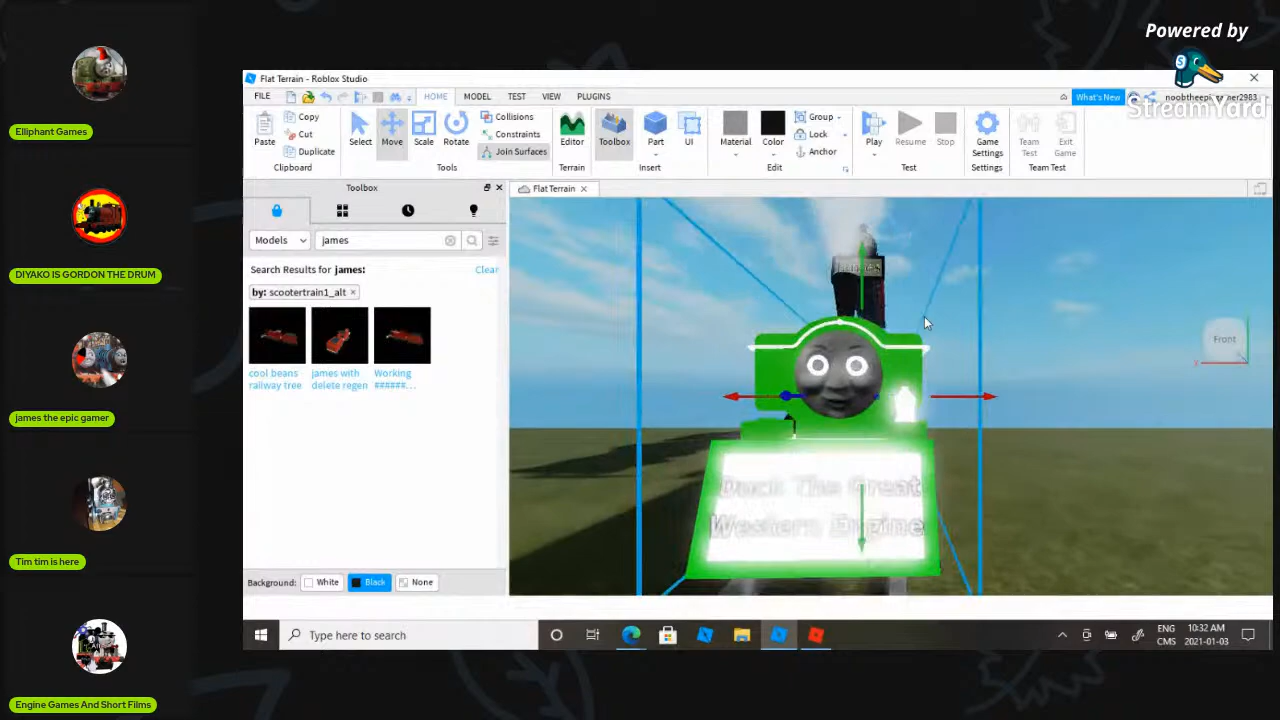 Powered by
StreamYard
Elliphant Games
DIYAKO IS GORDON THE DRUM
james the epic gamer
Tim tim is here
Engine Games And Short Films
Flat Terrain - Roblox Studio
FILE
HOME
MODEL
TEST
VIEW
PLUGINS
What's New
Paste
Copy
Cut
Duplicate
Clipboard
Select
Move
Scale
Rotate
Tools
Collisions
Constraints
Join Surfaces
Editor
Terrain
Toolbox
Part
UI
Insert
Material
Color
Group
Lock
Anchor
Edit
Play
Resume
Stop
Test
Game
Settings
Settings
Team
Test
Exit
Game
Team Test
Toolbox
Models
james
Search Results for james:
Clear
by: scootertrain1_alt
cool beans
railway tree
james with
delete regen
Working
######...
Background:
White
Black
None
Flat Terrain
Front
Duck The Great
Western Engine
Type here to search
ENG
CMS
10:32 AM
2021-01-03